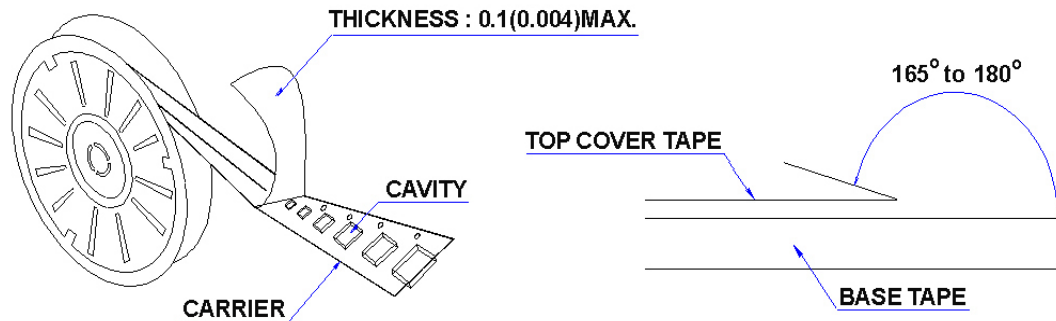 THICKNESS : 0.1(0.004)MAX.
CAVITY
CARRIER
165° to 180°
TOP COVER TAPE
BASE TAPE